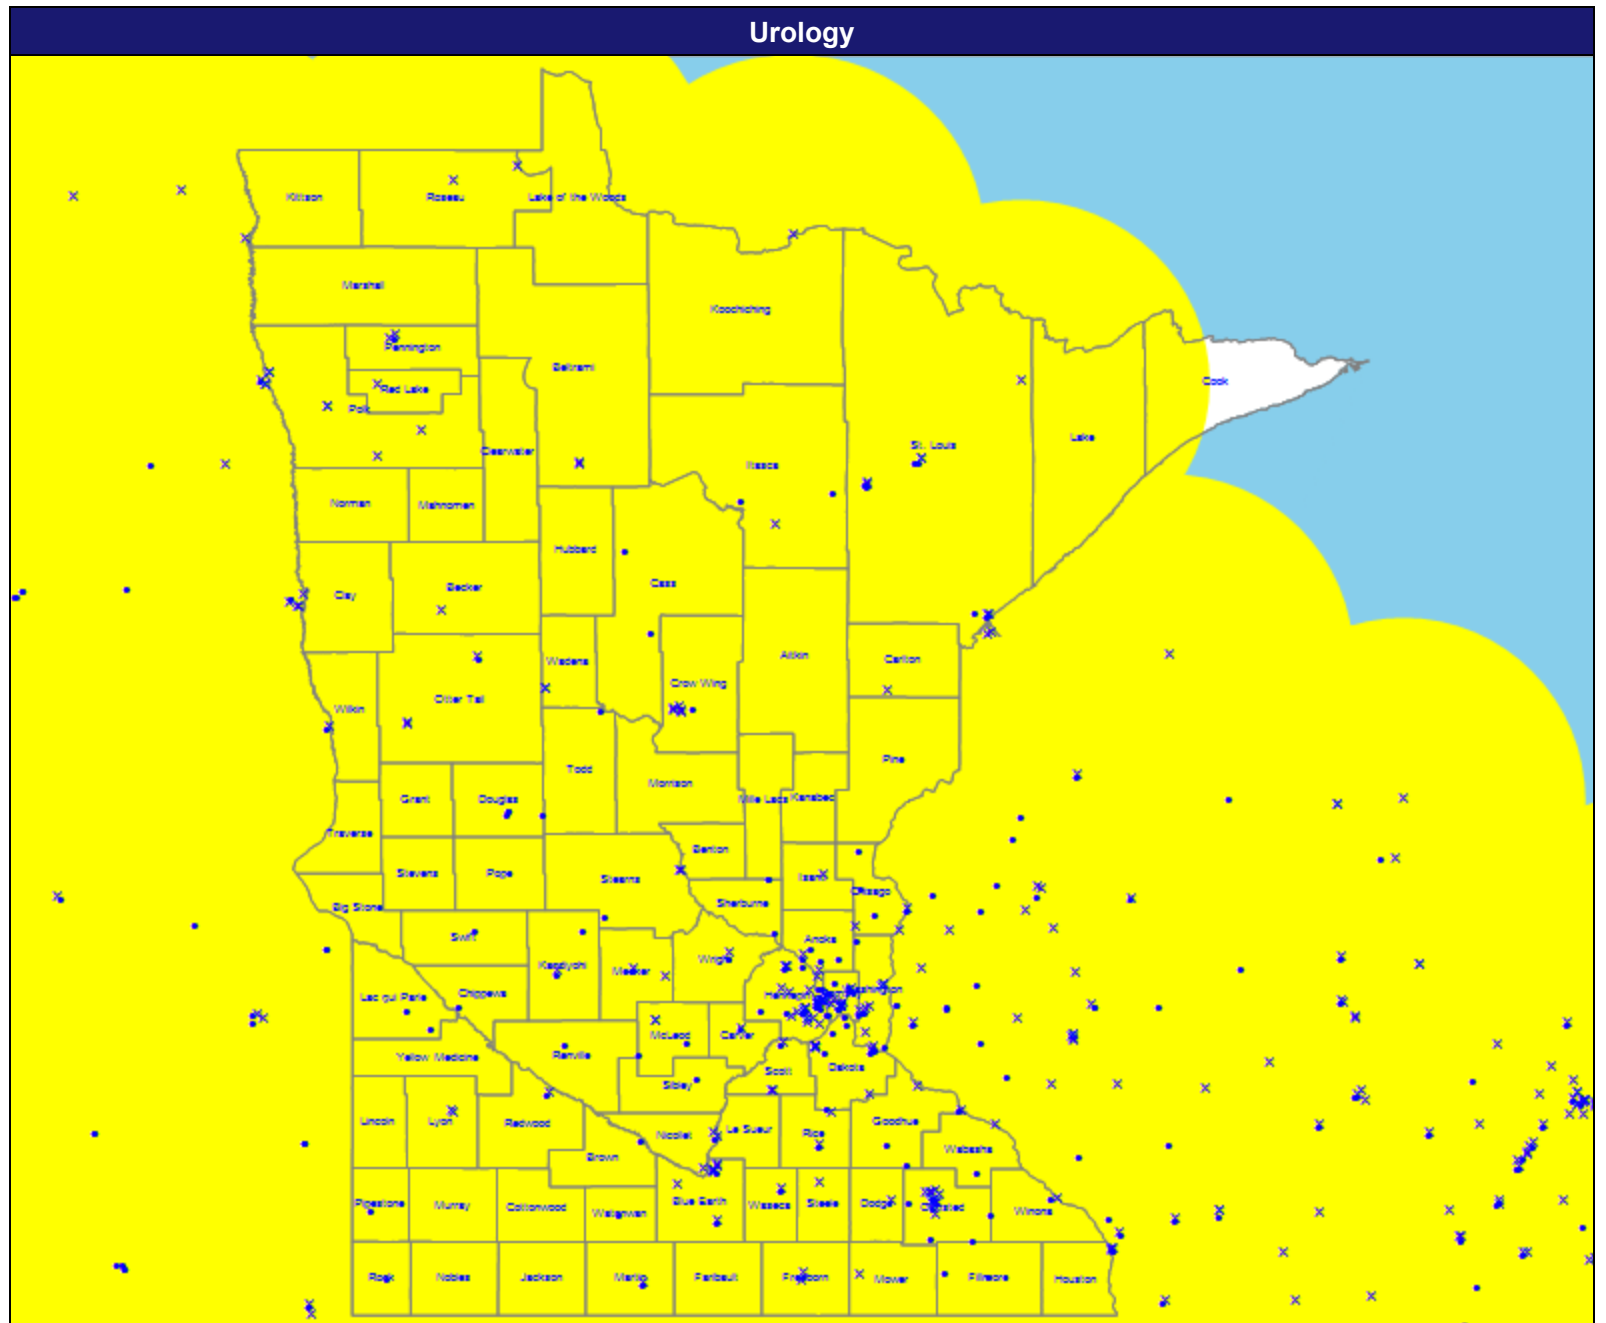 Urology
Kittson
Roseau
Lake of the Woods
Marshall
Koochiching
Pennington
Beltrami
Cook
Red Lake
Polk
Lake
St. Louis
Clearwater
Itasca
Norman
Mahnomen
Hubbard
Cass
Becker
Clay
Aitkin
Carlton
Wadena
Crow Wing
Otter Tail
Wilkin
Pine
Todd
Morrison
Grant
Douglas
Mille Lacs
Kanabec
Traverse
Benton
Stevens
Pope
Stearns
Isanti
Chisago
Sherburne
Big Stone
Swift
Anoka
Wright
Kandiyohi
Meeker
Hennepin
Washington
Lac qui Parle
Chippewa
McLeod
Carver
Yellow Medicine
Renville
Scott
Dakota
Sibley
Lincoln
Lyon
Redwood
Le Sueur
Rice
Goodhue
Nicollet
Wabasha
Brown
Pipestone
Murray
Cottonwood
Watonwan
Blue Earth
Waseca
Steele
Dodge
Olmsted
Winona
Rock
Nobles
Jackson
Martin
Faribault
Freeborn
Mower
Fillmore
Houston